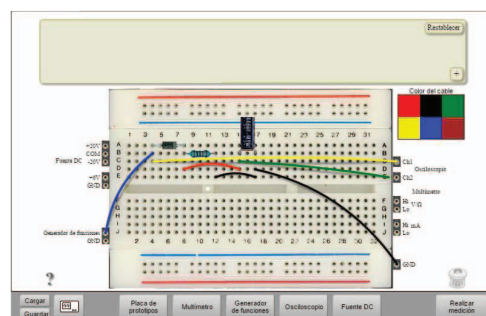 Restablecer
+
Color del cable
1 3 5 7 9 11 13 15 17 19 21 23 25 27 29 31
A A
B B
C C
D D
E E
+20V
COM
-20V
Fuente DC
+6V
GND
Ch1
Osciloscopio
Ch2
Multímetro
F F
G G
H H
I I
J J
Hi
VΩ
Lo
Hi mA
Lo
Generador de funciones
GND
GND
2 4 6 8 10 12 14 16 18 20 22 24 26 28 30 32
?
Cargar
Guardar
Placa de
prototipos
Multímetro
Generador
de funciones
Osciloscopio
Fuente DC
Realizar
medición